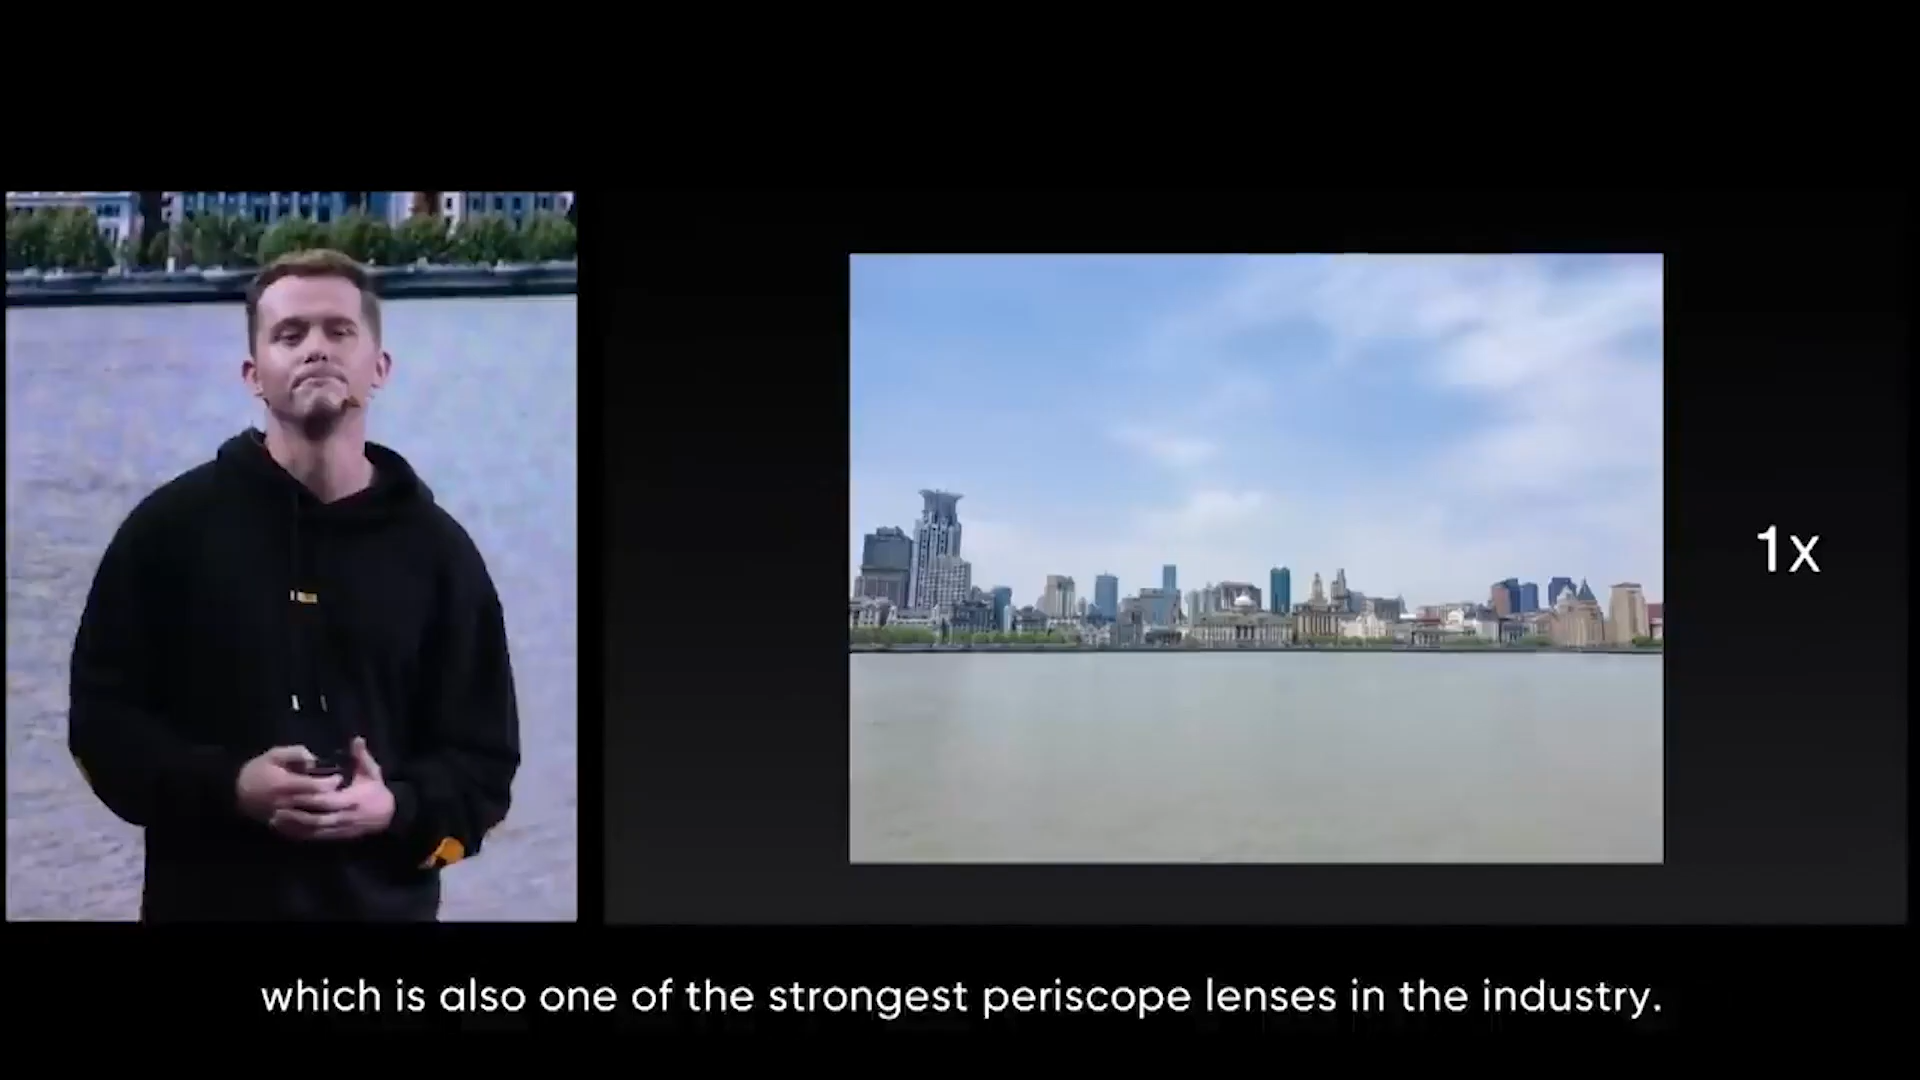 1x
which is also one of the strongest periscope lenses in the industry.